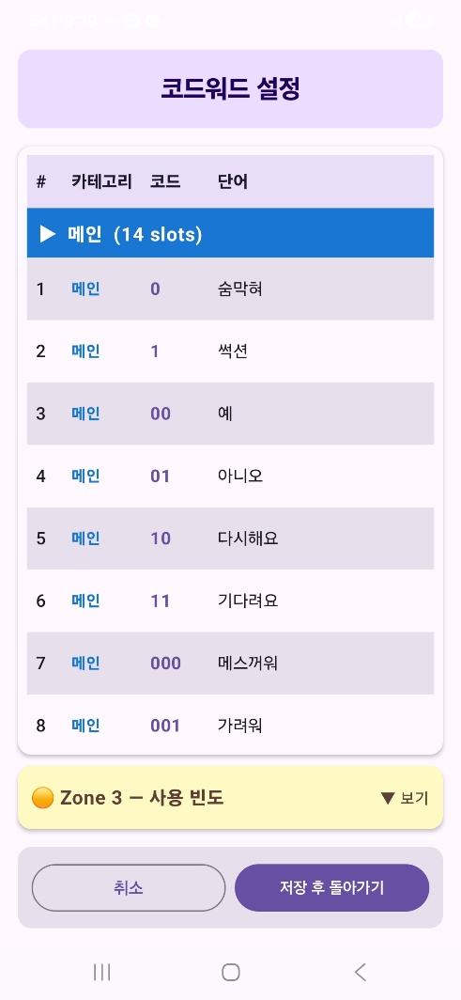 코드워드 설정
# 카테고리 코드 단어
▶ 메인 (14 slots)
1 메인 0 숨막혀
2 메인 1 썩션
3 메인 00 예
4 메인 01 아니오
5 메인 10 다시해요
6 메인 11 기다려요
7 메인 000 메스꺼워
8 메인 001 가려워
Zone 3 — 사용 빈도 ▼ 보기
취소 저장 후 돌아가기